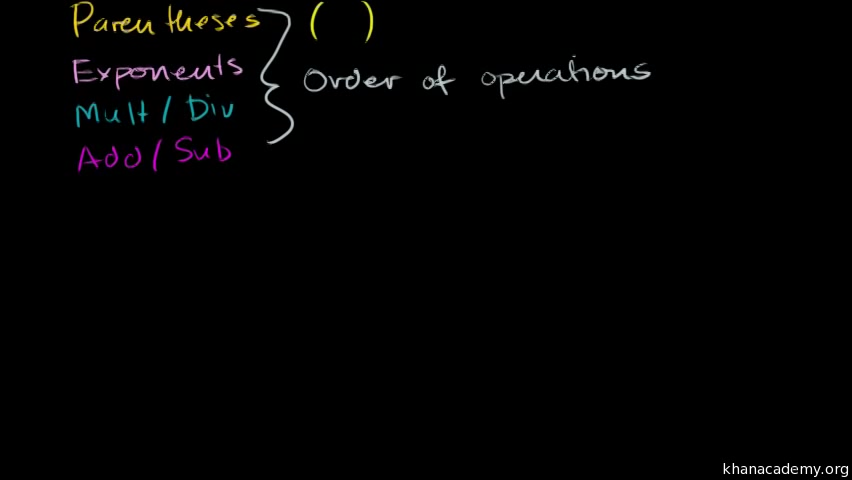 Parentheses ( )
Exponents
Order of operations
Mult / Div
Add / Sub
khanacademy.org